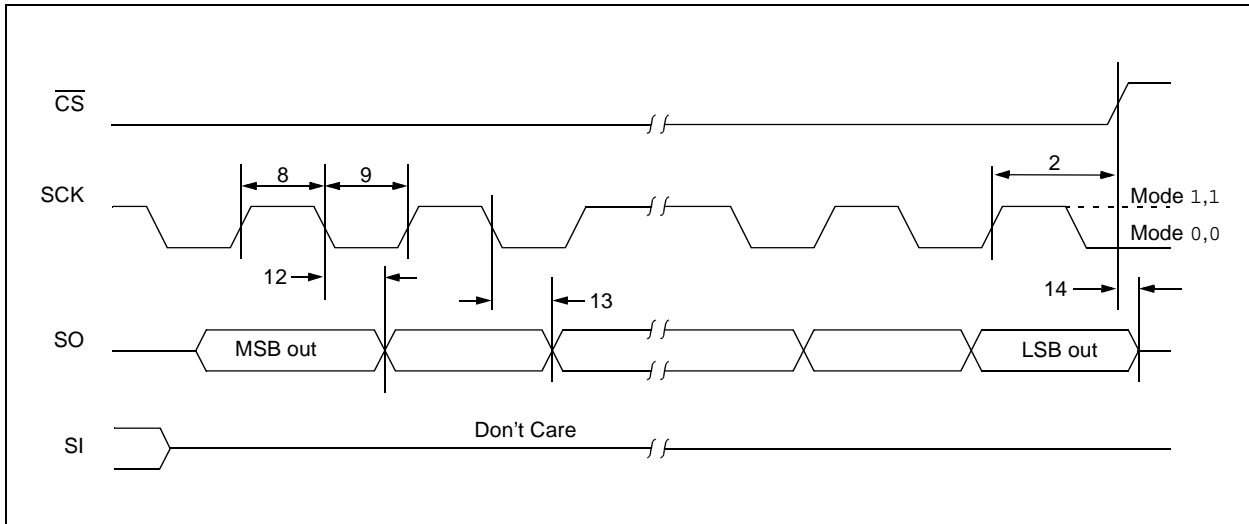 CS
8
9
2
SCK
Mode 1,1
Mode 0,0
12
13
14
SO
MSB out
LSB out
SI
Don't Care